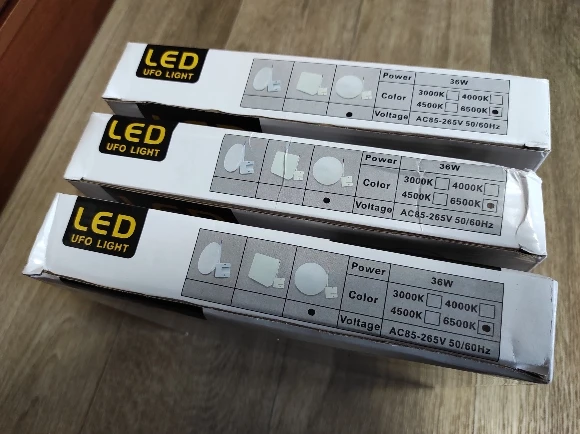 LED
UFO LIGHT
Power 36W
Color 3000K 4000K
4500K 6500K
Voltage AC85-265V 50/60Hz
LED
UFO LIGHT
Power 36W
Color 3000K 4000K
4500K 6500K
Voltage AC85-265V 50/60Hz
LED
UFO LIGHT
Power 36W
Color 3000K 4000K
4500K 6500K
Voltage AC85-265V 50/60Hz